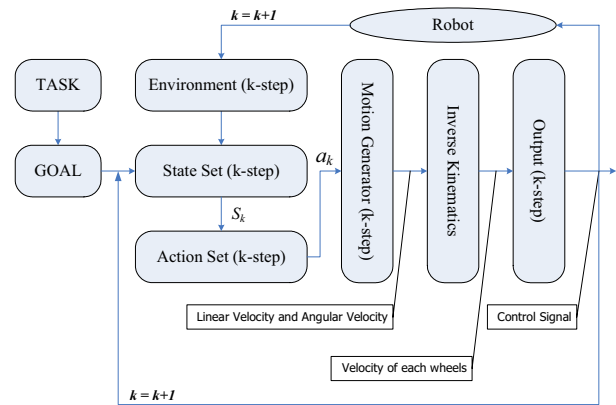 k = k+1
Robot
TASK
Environment (k-step)
GOAL
State Set (k-step)
S_k
Action Set (k-step)
a_k
Motion Generator (k-step)
Inverse Kinematics
Output (k-step)
Linear Velocity and Angular Velocity
Control Signal
Velocity of each wheels
k = k+1